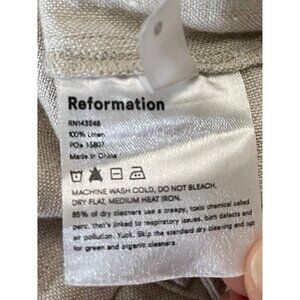 Reformation
RN143246
100% Linen
PO# 15807
Made in China
MACHINE WASH COLD, DO NOT BLEACH.
DRY FLAT, MEDIUM HEAT IRON.
85% of dry cleaners use a creepy, toxic chemical called
perc, that's linked to respiratory issues, birth defects and
air pollution. Yuck. Skip the standard dry cleaning and opt
for green and organic cleaners.